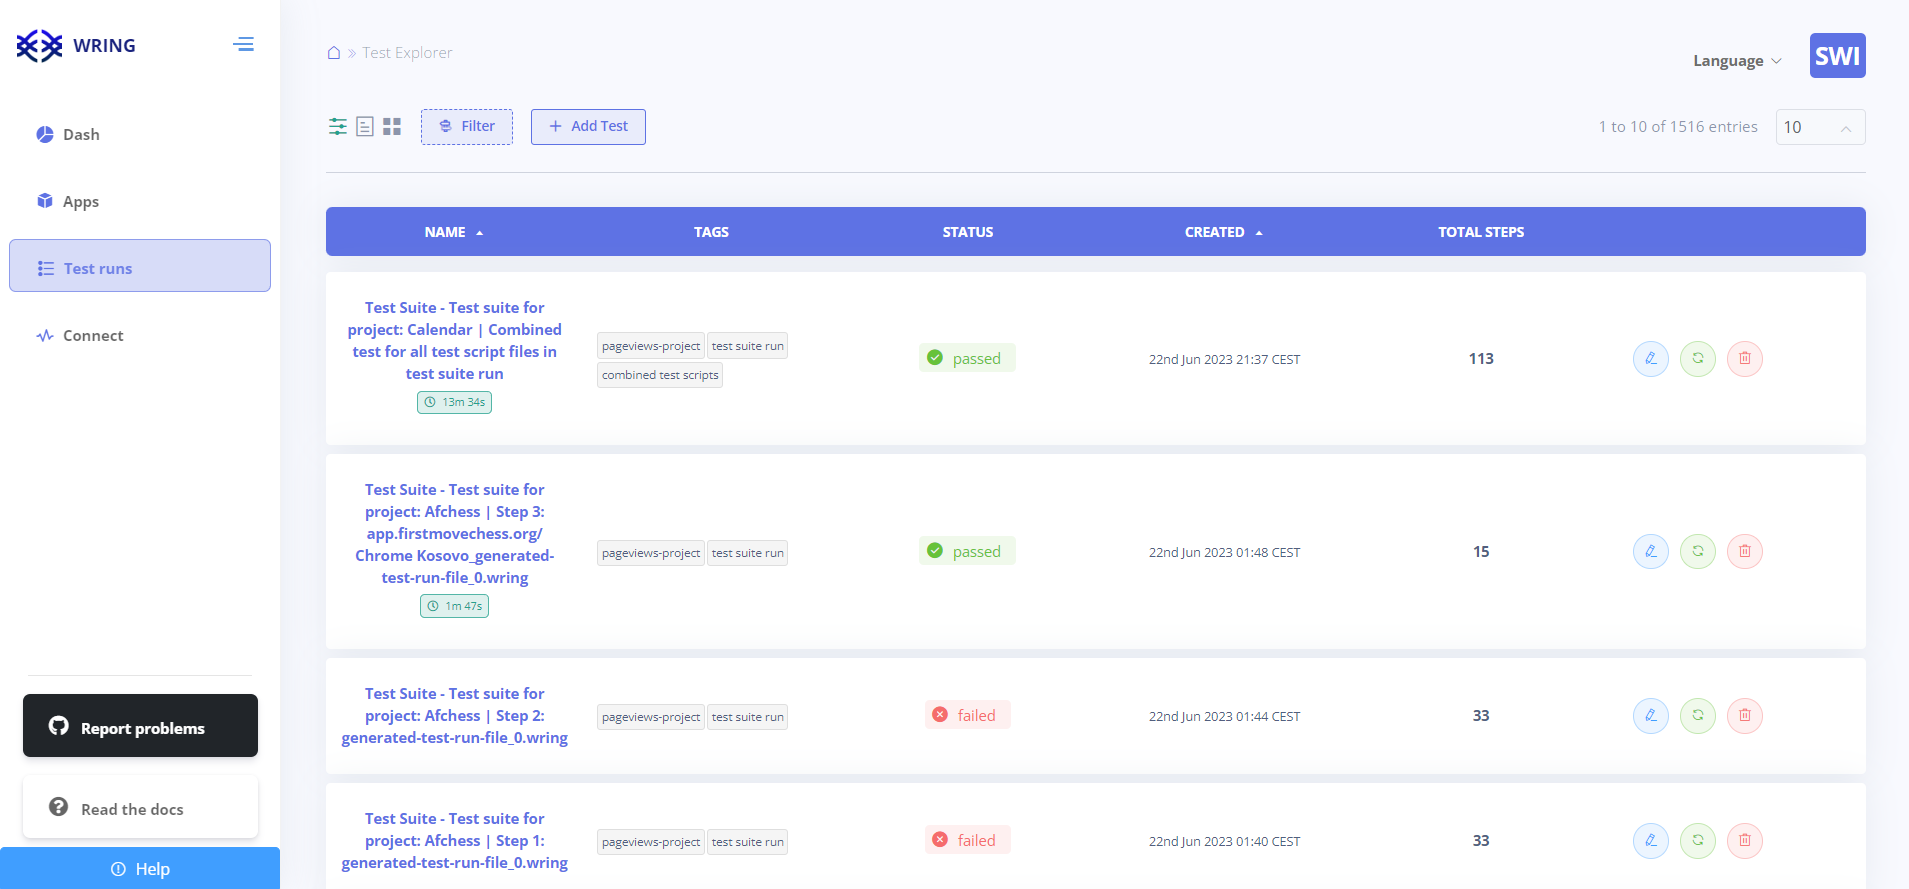 WRING
Dash
Apps
Test runs
Connect
Report problems
Read the docs
Help
Test Explorer
Language
SWI
Filter
Add Test
1 to 10 of 1516 entries
10
NAME TAGS STATUS CREATED TOTAL STEPS
Test Suite - Test suite for
project: Calendar | Combined
test for all test script files in
test suite run
13m 34s
pageviews-project test suite run
combined test scripts
passed
22nd Jun 2023 21:37 CEST
113
Test Suite - Test suite for
project: Afchess | Step 3:
app.firstmovechess.org/
Chrome Kosovo_generated-
test-run-file_0.wring
1m 47s
pageviews-project test suite run
passed
22nd Jun 2023 01:48 CEST
15
Test Suite - Test suite for
project: Afchess | Step 2:
generated-test-run-file_0.wring
pageviews-project test suite run
failed
22nd Jun 2023 01:44 CEST
33
Test Suite - Test suite for
project: Afchess | Step 1:
generated-test-run-file_0.wring
pageviews-project test suite run
failed
22nd Jun 2023 01:40 CEST
33